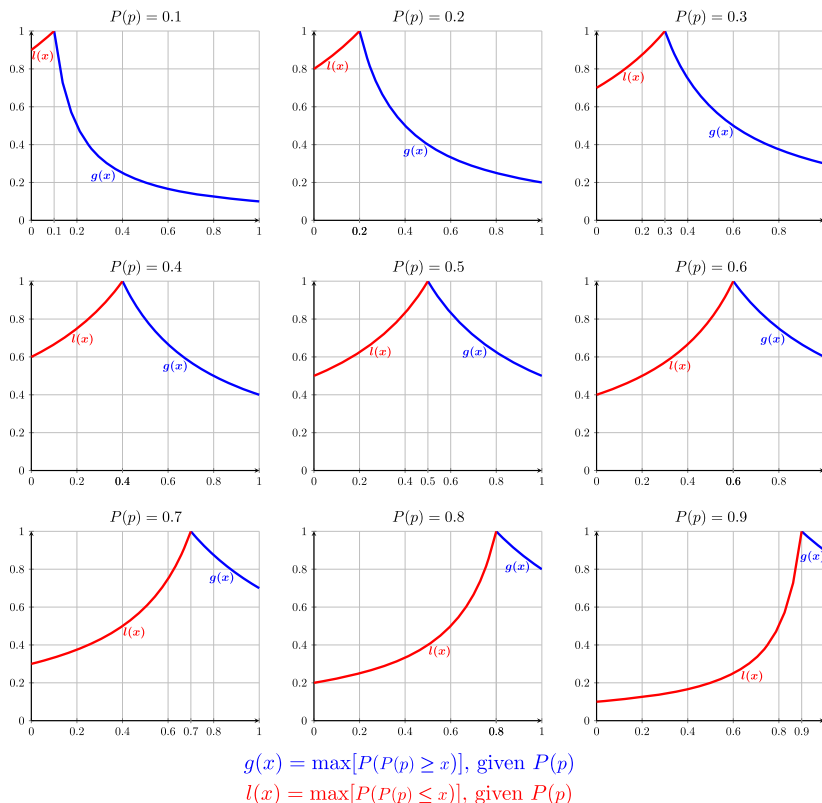 P(p) = 0.1
P(p) = 0.2
P(p) = 0.3
1
0.8
0.6
0.4
0.2
0
l(x)
g(x)
0 0.1 0.2 0.4 0.6 0.8 1
1
0.8
0.6
0.4
0.2
0
l(x)
g(x)
0 0.2 0.4 0.6 0.8 1
1
0.8
0.6
0.4
0.2
0
l(x)
g(x)
0 0.2 0.3 0.4 0.6 0.8
P(p) = 0.4
P(p) = 0.5
P(p) = 0.6
1
0.8
0.6
0.4
0.2
0
l(x)
g(x)
0 0.2 0.4 0.6 0.8 1
1
0.8
0.6
0.4
0.2
0
l(x)
g(x)
0 0.2 0.4 0.5 0.6 0.8 1
1
0.8
0.6
0.4
0.2
0
l(x)
g(x)
0 0.2 0.4 0.6 0.8
P(p) = 0.7
P(p) = 0.8
P(p) = 0.9
1
0.8
0.6
0.4
0.2
0
l(x)
g(x)
0 0.2 0.4 0.6 0.7 0.8 1
1
0.8
0.6
0.4
0.2
0
l(x)
g(x)
0 0.2 0.4 0.6 0.8 1
1
0.8
0.6
0.4
0.2
0
l(x)
g(x)
0 0.2 0.4 0.6 0.8 0.9
g(x) = max[P(P(p) ≥ x)], given P(p)
l(x) = max[P(P(p) ≤ x)], given P(p)